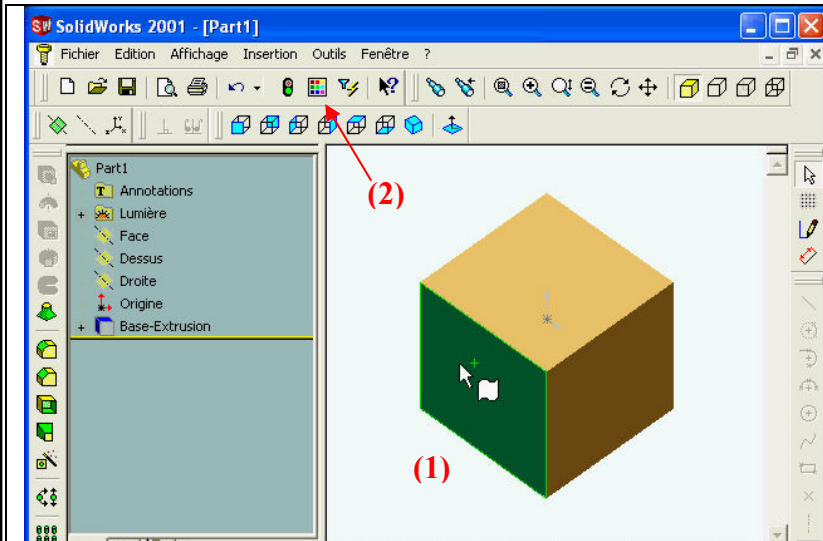 SolidWorks 2001 - [Part1]
Fichier Edition Affichage Insertion Outils Fenêtre ?
Part1
Annotations
Lumière
Face
Dessus
Droite
Origine
Base-Extrusion
(2)
(1)